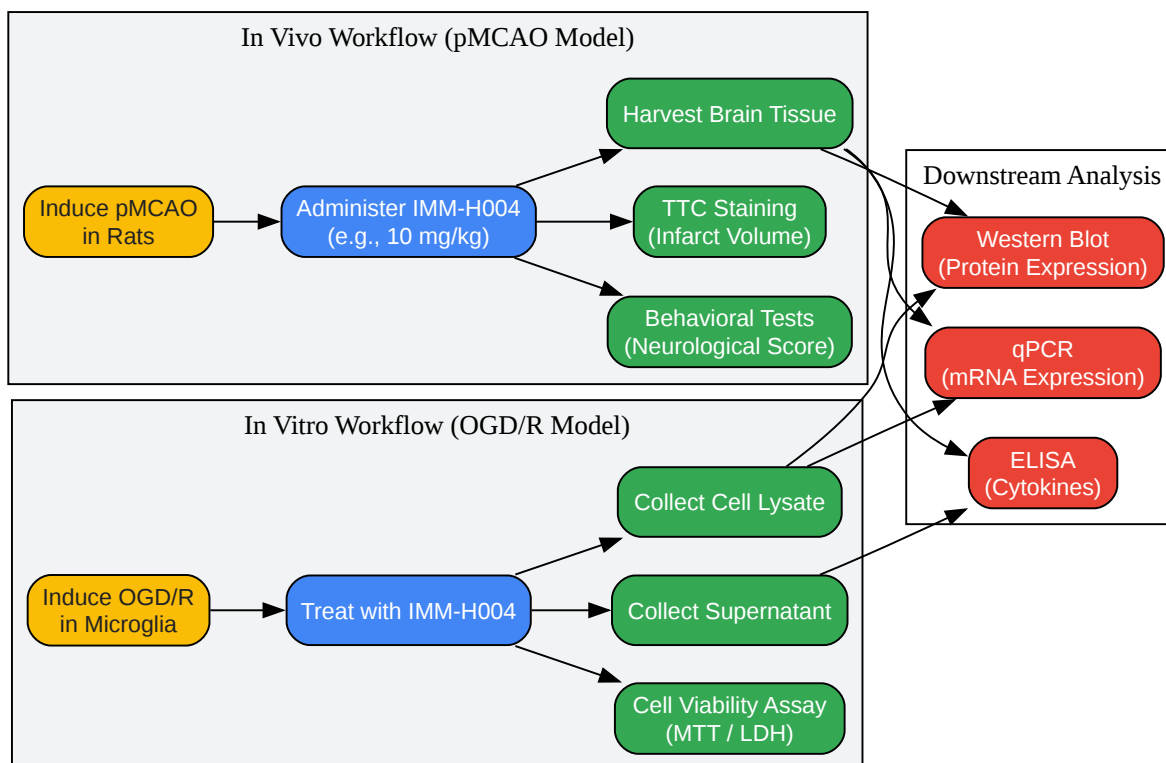 In Vivo Workflow (pMCAO Model)
Induce pMCAO
in Rats
Administer IMM-H004
(e.g., 10 mg/kg)
Harvest Brain Tissue
TTC Staining
(Infarct Volume)
Behavioral Tests
(Neurological Score)
In Vitro Workflow (OGD/R Model)
Induce OGD/R
in Microglia
Treat with IMM-H004
Collect Cell Lysate
Collect Supernatant
Cell Viability Assay
(MTT / LDH)
Downstream Analysis
Western Blot
(Protein Expression)
qPCR
(mRNA Expression)
ELISA
(Cytokines)